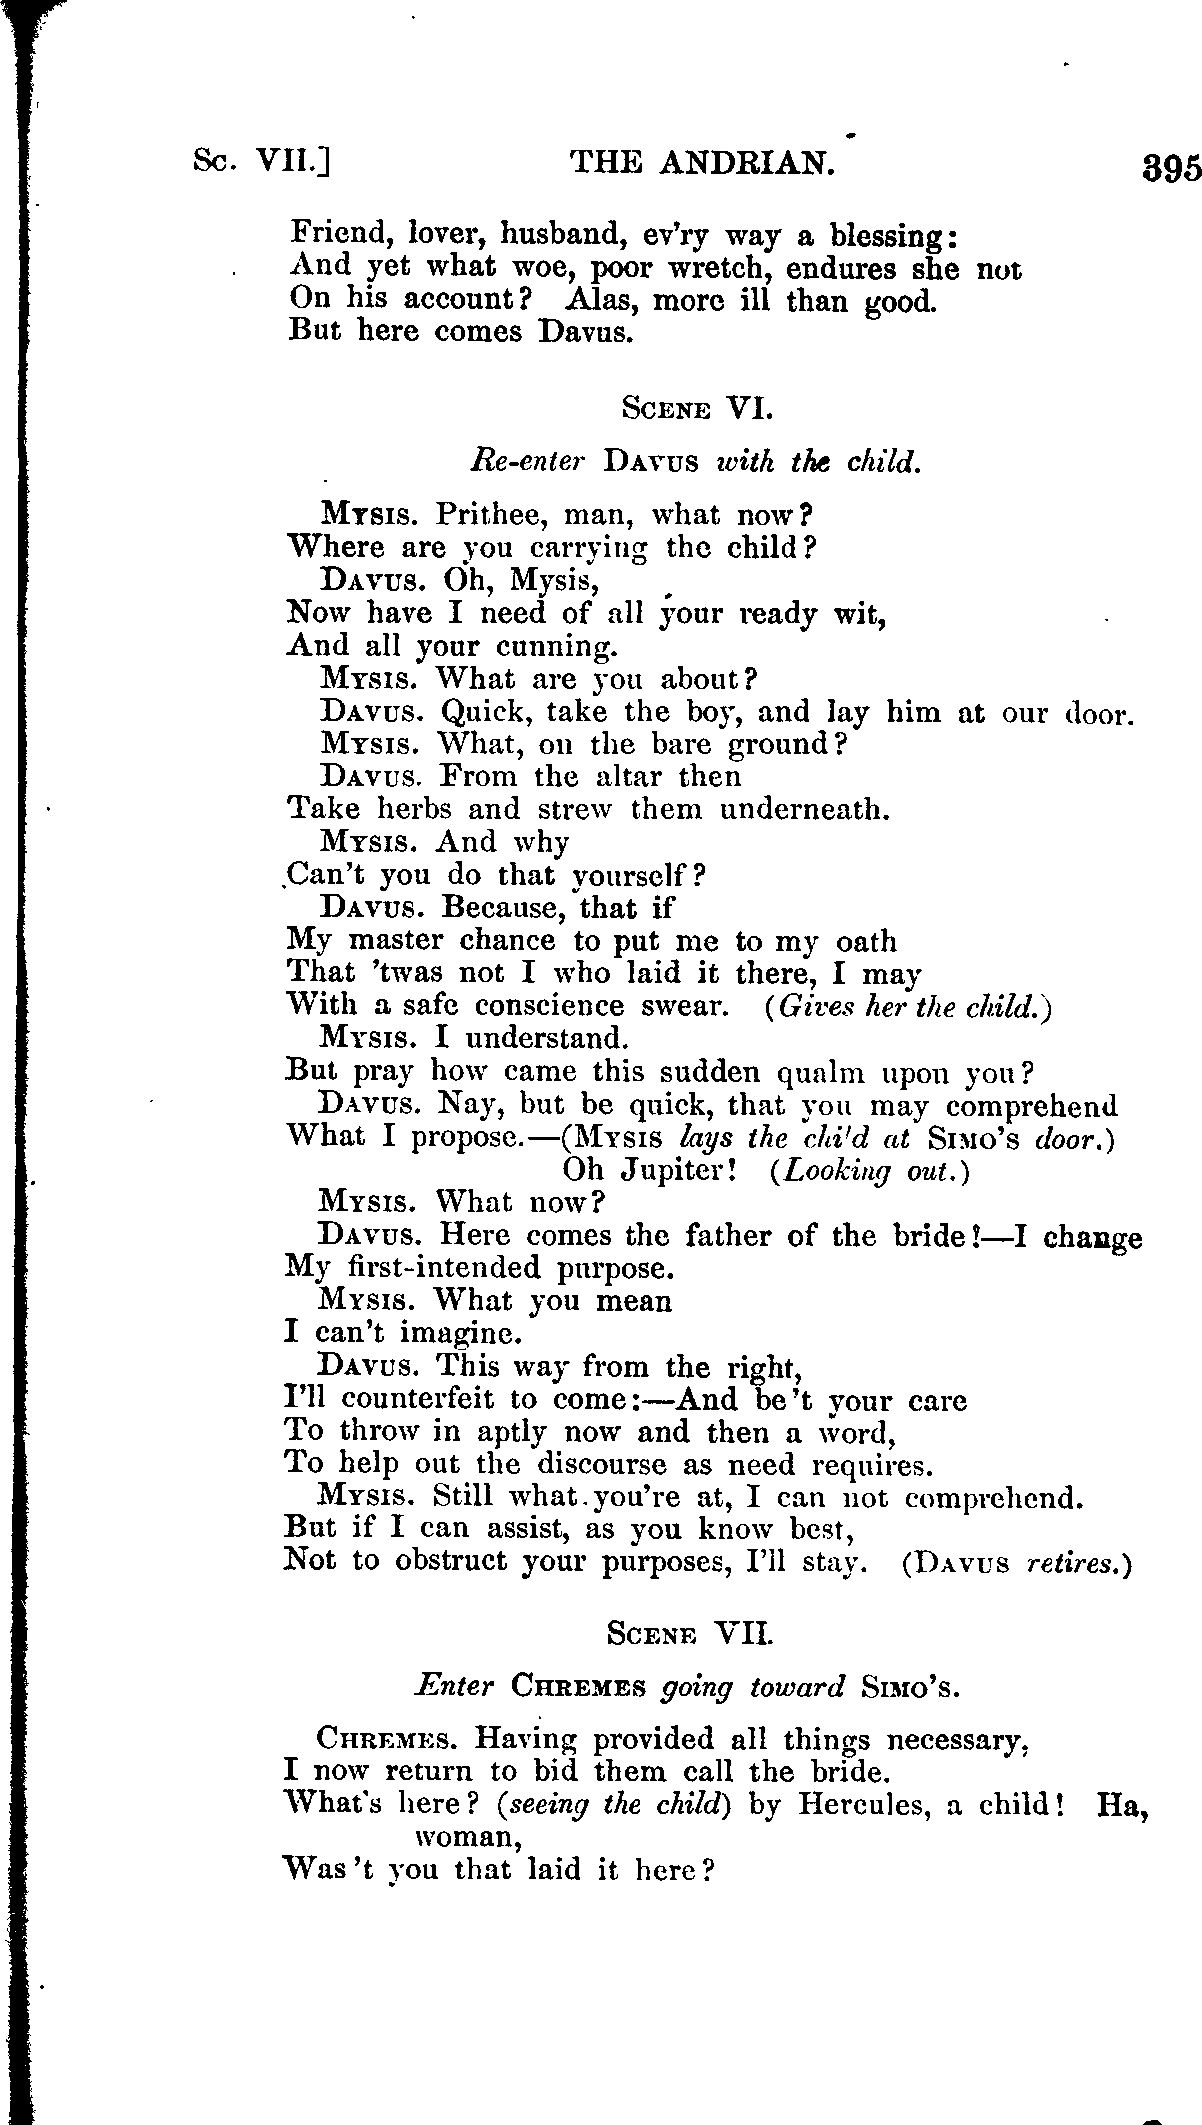 Sc. VII.] THE ANDRIAN. 395
Friend, lover, husband, ev'ry way a blessing:
And yet what woe, poor wretch, endures she not
On his account? Alas, more ill than good.
But here comes Davus.
SCENE VI.
Re-enter DAVUS with the child.
MYSIS. Prithee, man, what now?
Where are you carrying the child?
DAVUS. Oh, Mysis,
Now have I need of all your ready wit,
And all your cunning.
MYSIS. What are you about?
DAVUS. Quick, take the boy, and lay him at our door.
MYSIS. What, on the bare ground?
DAVUS. From the altar then
Take herbs and strew them underneath.
MYSIS. And why
Can't you do that yourself?
DAVUS. Because, that if
My master chance to put me to my oath
That 'twas not I who laid it there, I may
With a safe conscience swear. (Gives her the child.)
MYSIS. I understand.
But pray how came this sudden qualm upon you?
DAVUS. Nay, but be quick, that you may comprehend
What I propose.—(MYSIS lays the chi'd at SIMO'S door.)
Oh Jupiter! (Looking out.)
MYSIS. What now?
DAVUS. Here comes the father of the bride!—I change
My first-intended purpose.
MYSIS. What you mean
I can't imagine.
DAVUS. This way from the right,
I'll counterfeit to come:—And be 't your care
To throw in aptly now and then a word,
To help out the discourse as need requires.
MYSIS. Still what you're at, I can not comprehend.
But if I can assist, as you know best,
Not to obstruct your purposes, I'll stay. (DAVUS retires.)
SCENE VII.
Enter CHREMES going toward SIMO'S.
CHREMES. Having provided all things necessary,
I now return to bid them call the bride.
What's here? (seeing the child) by Hercules, a child! Ha,
woman,
Was 't you that laid it here?